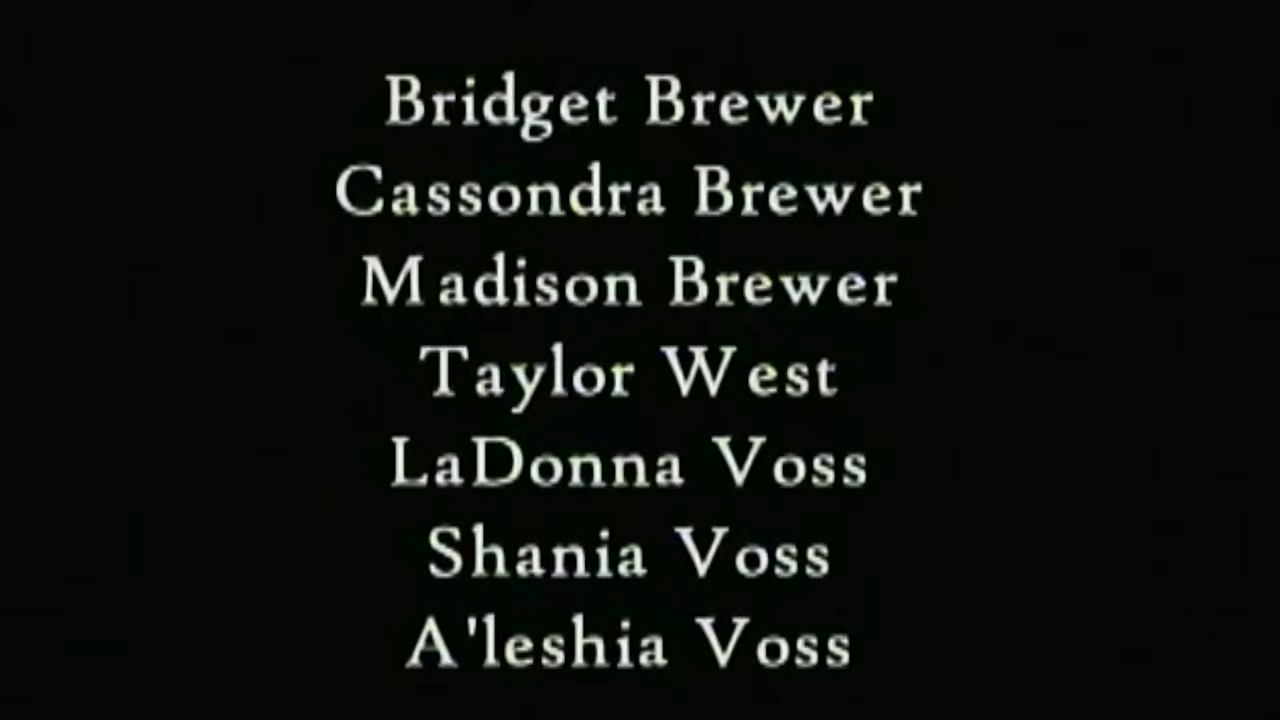 Bridget Brewer
Cassondra Brewer
Madison Brewer
Taylor West
LaDonna Voss
Shania Voss
A'leshia Voss